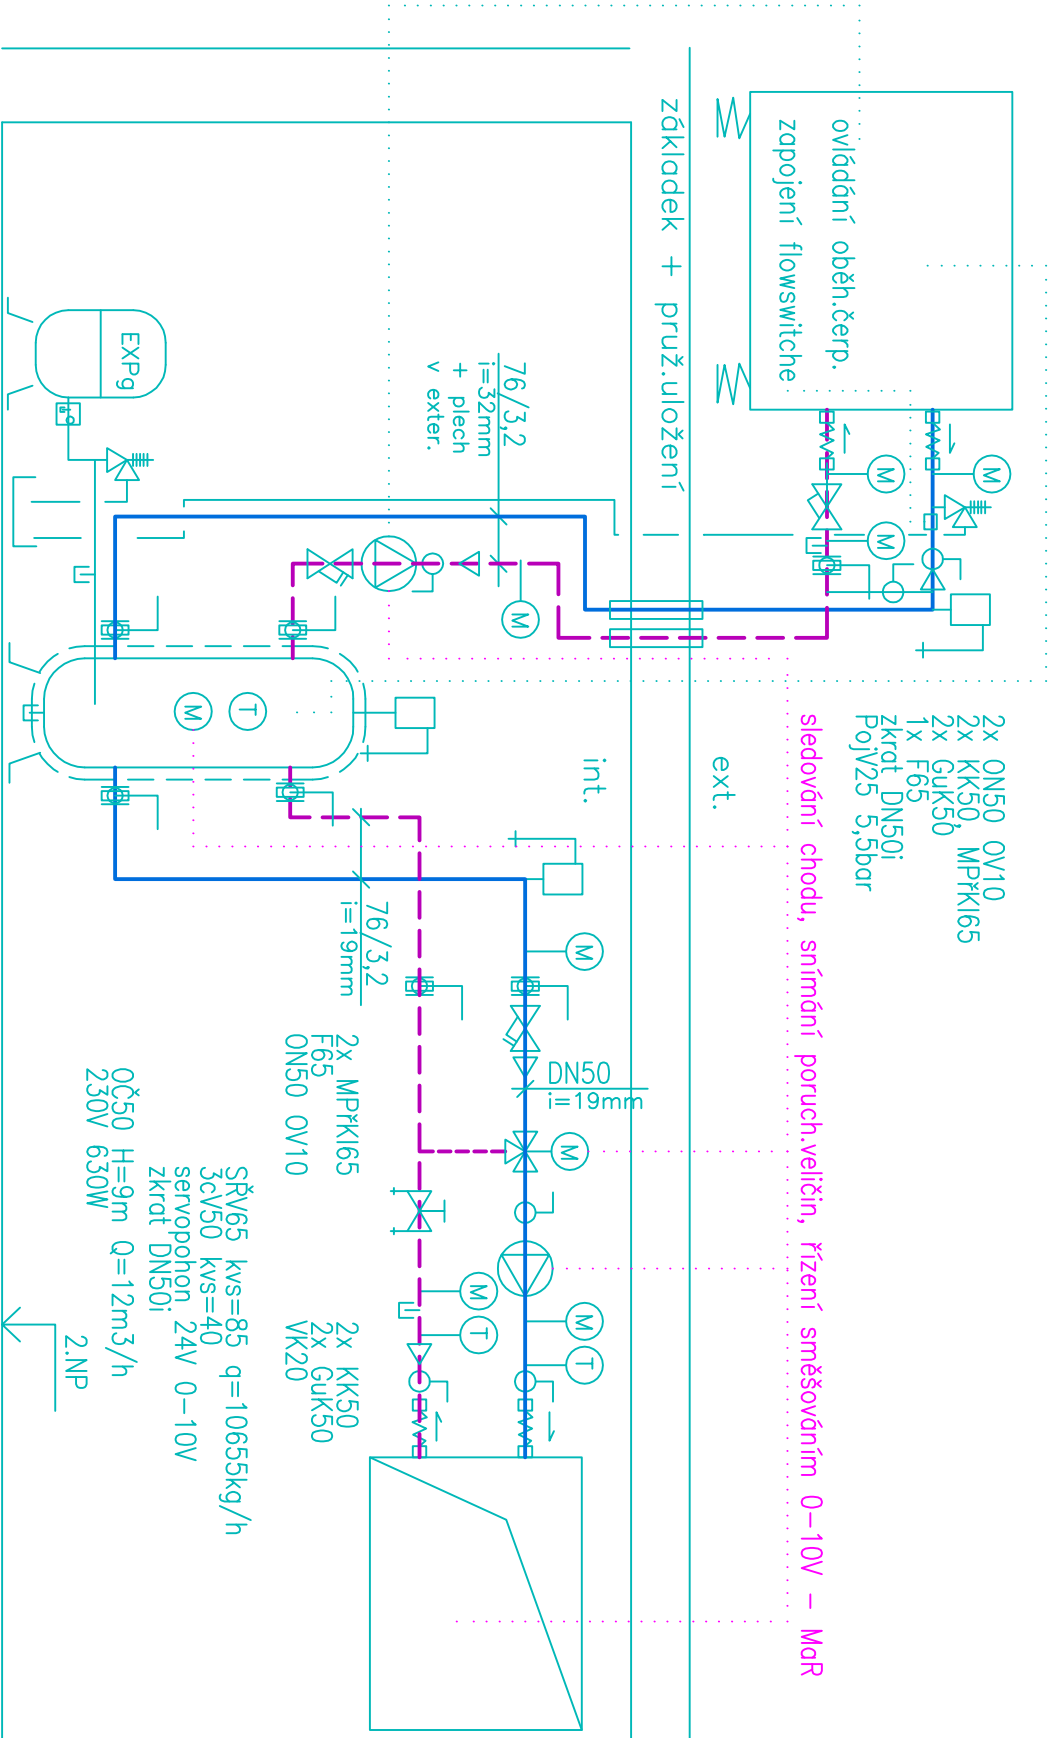 ovládání oběh.čerp.
zapojení flowswitche
základek + pruž.uložení
M
M
M
EXPg
76/3,2
i=32mm
+ plech
v exter.
M
M
T
ext.
int.
2x ON50 OV10
2x KK50, MPřKl65
2x GuK50
1x F65
zkrat DN50i
PojV25 5,5bar
sledování chodu, snímání poruch.veličin, řízení směšováním 0-10V - MaR
76/3,2
i=19mm
M
DN50
i=19mm
M
2x MPřKl65
F65
ON50 OV10
M
T
M
T
2x KK50
2x GuK50
VK20
SŘV65 kvs=85 q=10655kg/h
3cV50 kvs=40
servopohon 24V 0-10V
zkrat DN50i
OČ50 H=9m Q=12m3/h
230V 630W
2.NP